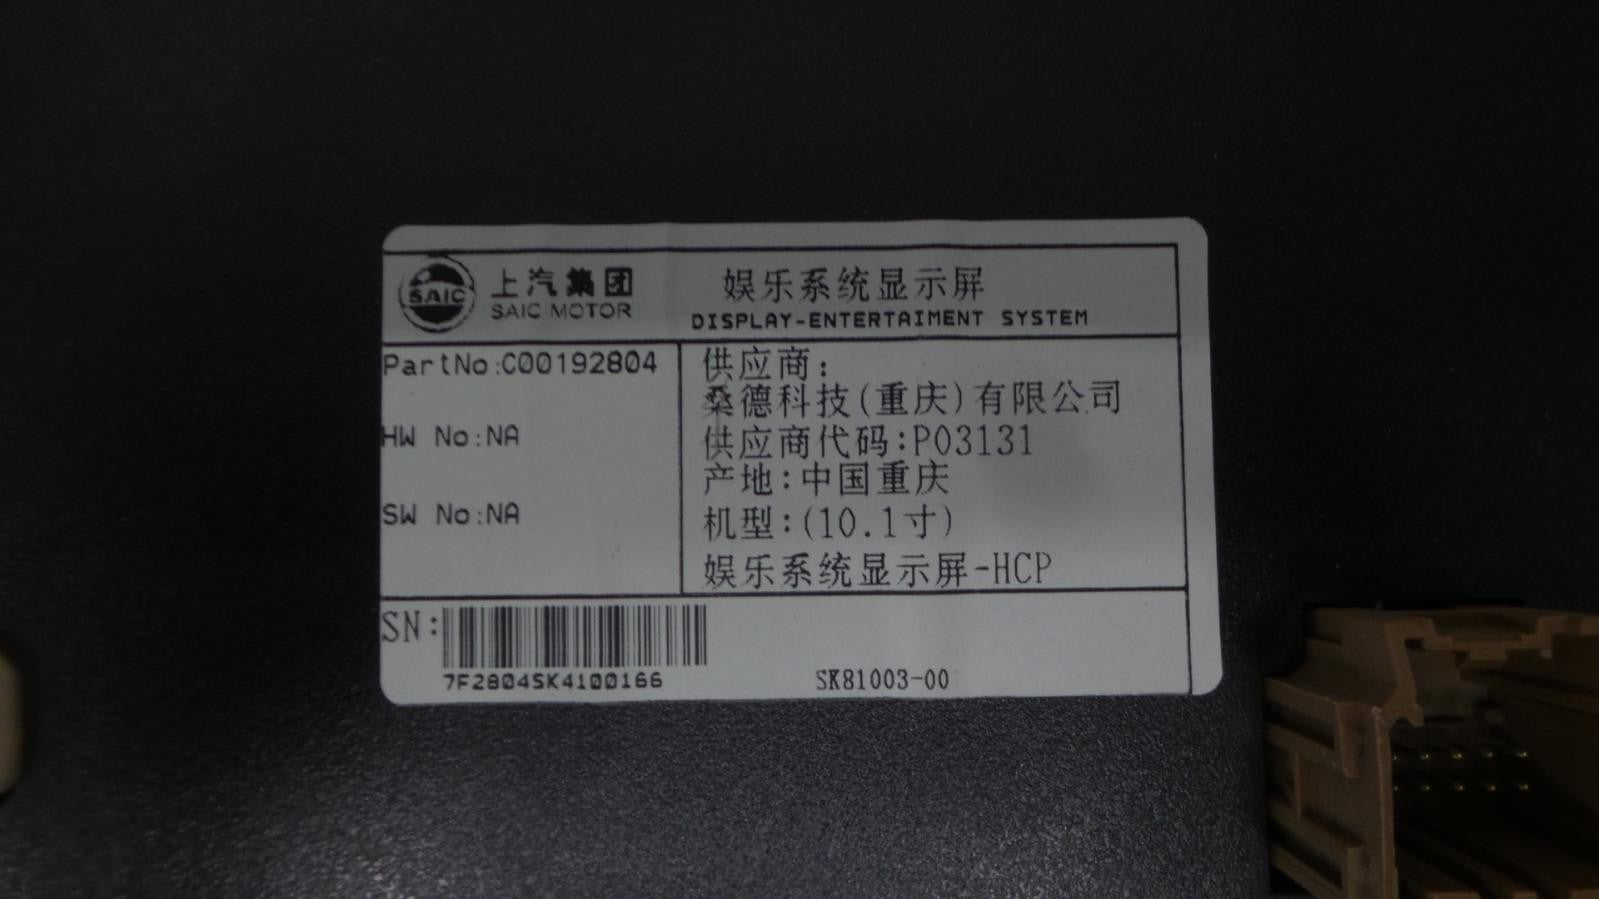 SAIC 上汽集团
SAIC MOTOR
娱乐系统显示屏
DISPLAY-ENTERTAIMENT SYSTEM
PartNo:C00192804
HW No:NA
SW No:NA
供应商:
桑德科技(重庆)有限公司
供应商代码:P03131
产地:中国重庆
机型:(10.1寸)
娱乐系统显示屏-HCP
SN:
7F2804SK4100166
SK81003-00